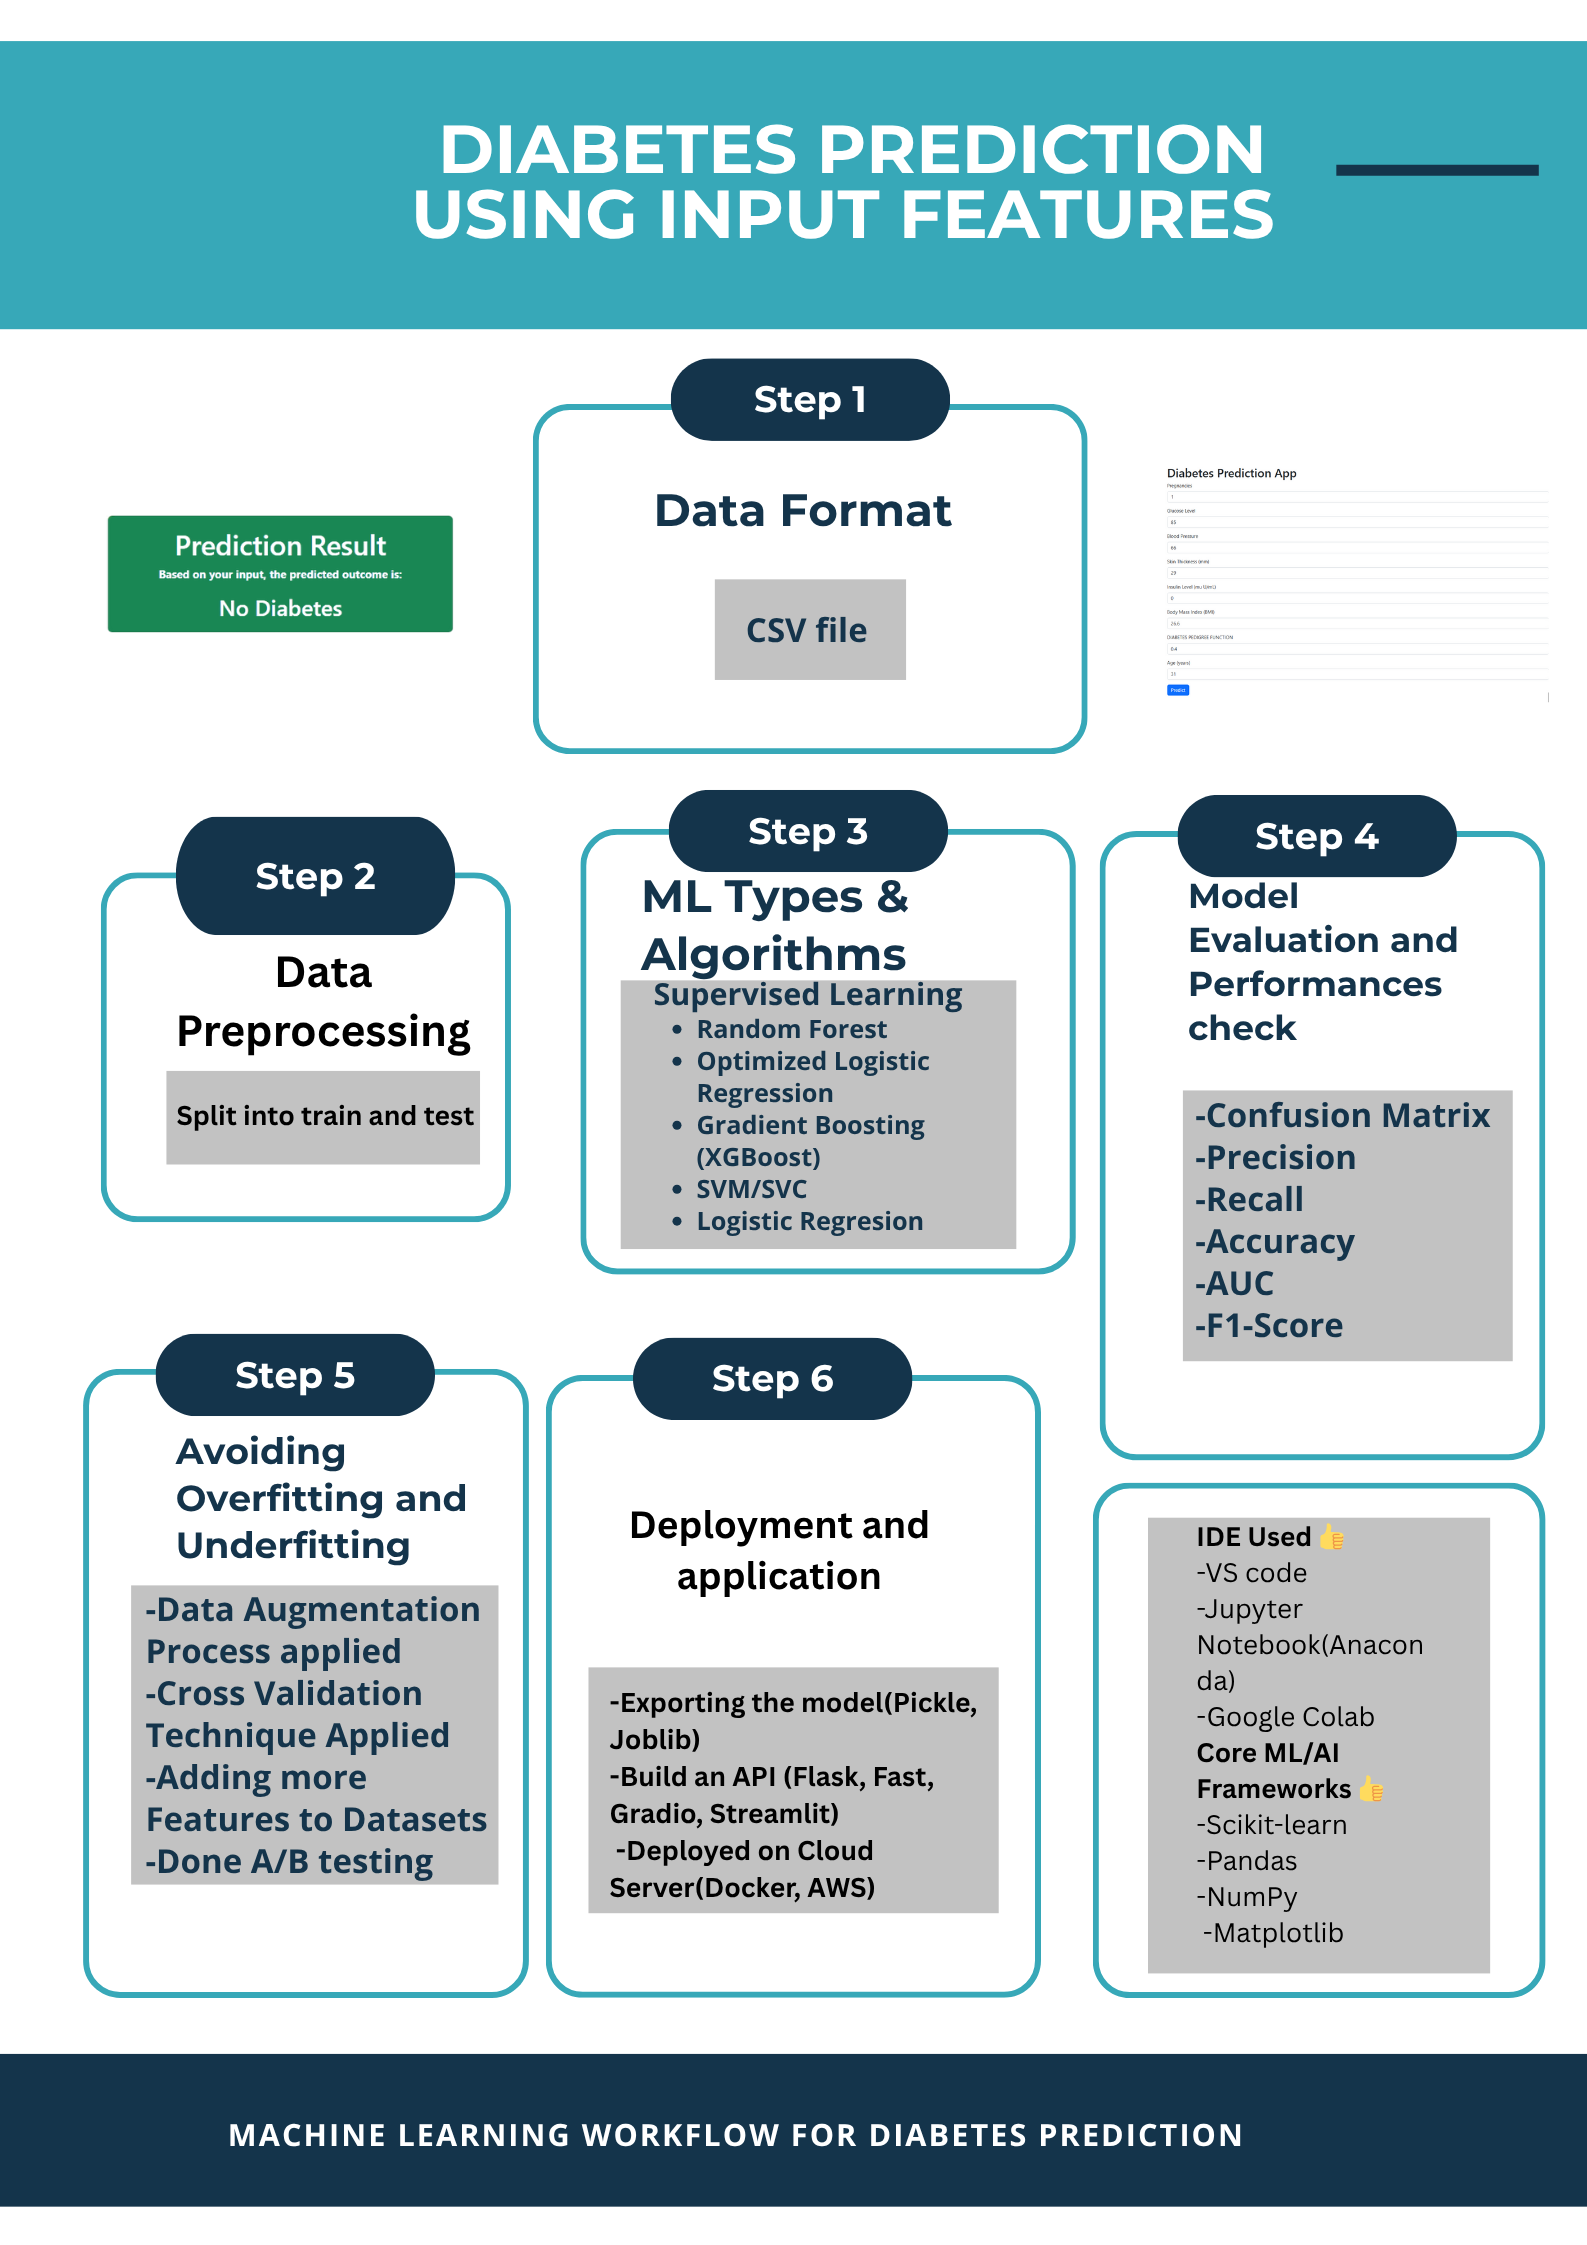 DIABETES PREDICTION
USING INPUT FEATURES
Step 1
Data Format
CSV file
Prediction Result
Based on your input, the predicted outcome is:
No Diabetes
Diabetes Prediction App
Pregnancies
1
Glucose Level
85
Blood Pressure
66
Skin Thickness (mm)
29
Insulin Level (mu U/mL)
0
Body Mass Index (BMI)
26.6
DIABETES PEDIGREE FUNCTION
0.4
Age (years)
Predict
Step 2
Data
Preprocessing
Split into train and test
Step 3
ML Types &
Algorithms
Supervised Learning
• Random Forest
• Optimized Logistic
Regression
• Gradient Boosting
(XGBoost)
• SVM/SVC
• Logistic Regresion
Step 4
Model
Evaluation and
Performances
check
-Confusion Matrix
-Precision
-Recall
-Accuracy
-AUC
-F1-Score
Step 5
Avoiding
Overfitting and
Underfitting
-Data Augmentation
Process applied
-Cross Validation
Technique Applied
-Adding more
Features to Datasets
-Done A/B testing
Step 6
Deployment and
application
-Exporting the model(Pickle,
Joblib)
-Build an API (Flask, Fast,
Gradio, Streamlit)
-Deployed on Cloud
Server(Docker, AWS)
IDE Used 👍
-VS code
-Jupyter
Notebook(Anacon
da)
-Google Colab
Core ML/AI
Frameworks 👍
-Scikit-learn
-Pandas
-NumPy
-Matplotlib
MACHINE LEARNING WORKFLOW FOR DIABETES PREDICTION